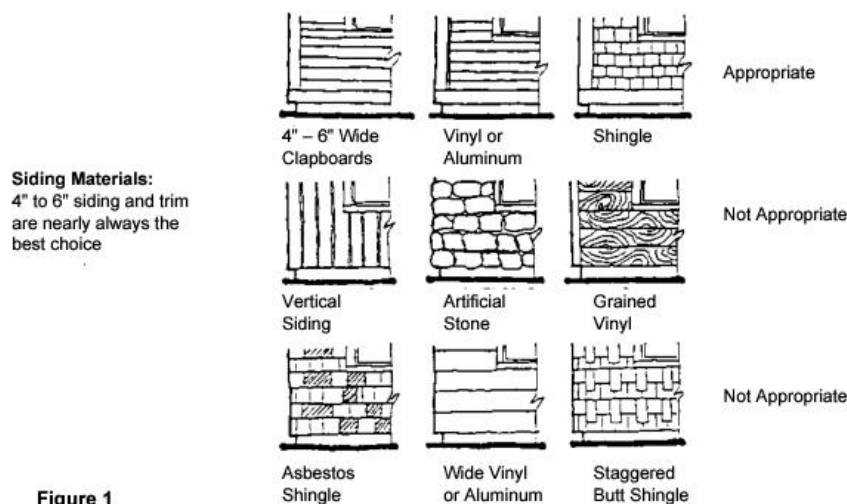 Appropriate
4" – 6" Wide
Clapboards
Vinyl or
Aluminum
Shingle
Siding Materials:
4" to 6" siding and trim
are nearly always the
best choice
Not Appropriate
Vertical
Siding
Artificial
Stone
Grained
Vinyl
Not Appropriate
Asbestos
Shingle
Wide Vinyl
or Aluminum
Staggered
Butt Shingle
Figure 1